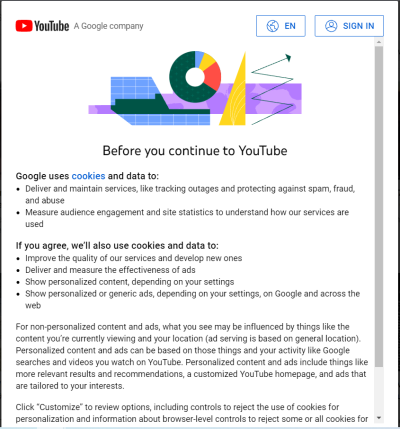 YouTube A Google company EN SIGN IN
Before you continue to YouTube
Google uses cookies and data to:
• Deliver and maintain services, like tracking outages and protecting against spam, fraud,
and abuse
• Measure audience engagement and site statistics to understand how our services are
used
If you agree, we'll also use cookies and data to:
• Improve the quality of our services and develop new ones
• Deliver and measure the effectiveness of ads
• Show personalized content, depending on your settings
• Show personalized or generic ads, depending on your settings, on Google and across the
web
For non-personalized content and ads, what you see may be influenced by things like the
content you're currently viewing and your location (ad serving is based on general location).
Personalized content and ads can be based on those things and your activity like Google
searches and videos you watch on YouTube. Personalized content and ads include things like
more relevant results and recommendations, a customized YouTube homepage, and ads that
are tailored to your interests.
Click “Customize” to review options, including controls to reject the use of cookies for
personalization and information about browser-level controls to reject some or all cookies for